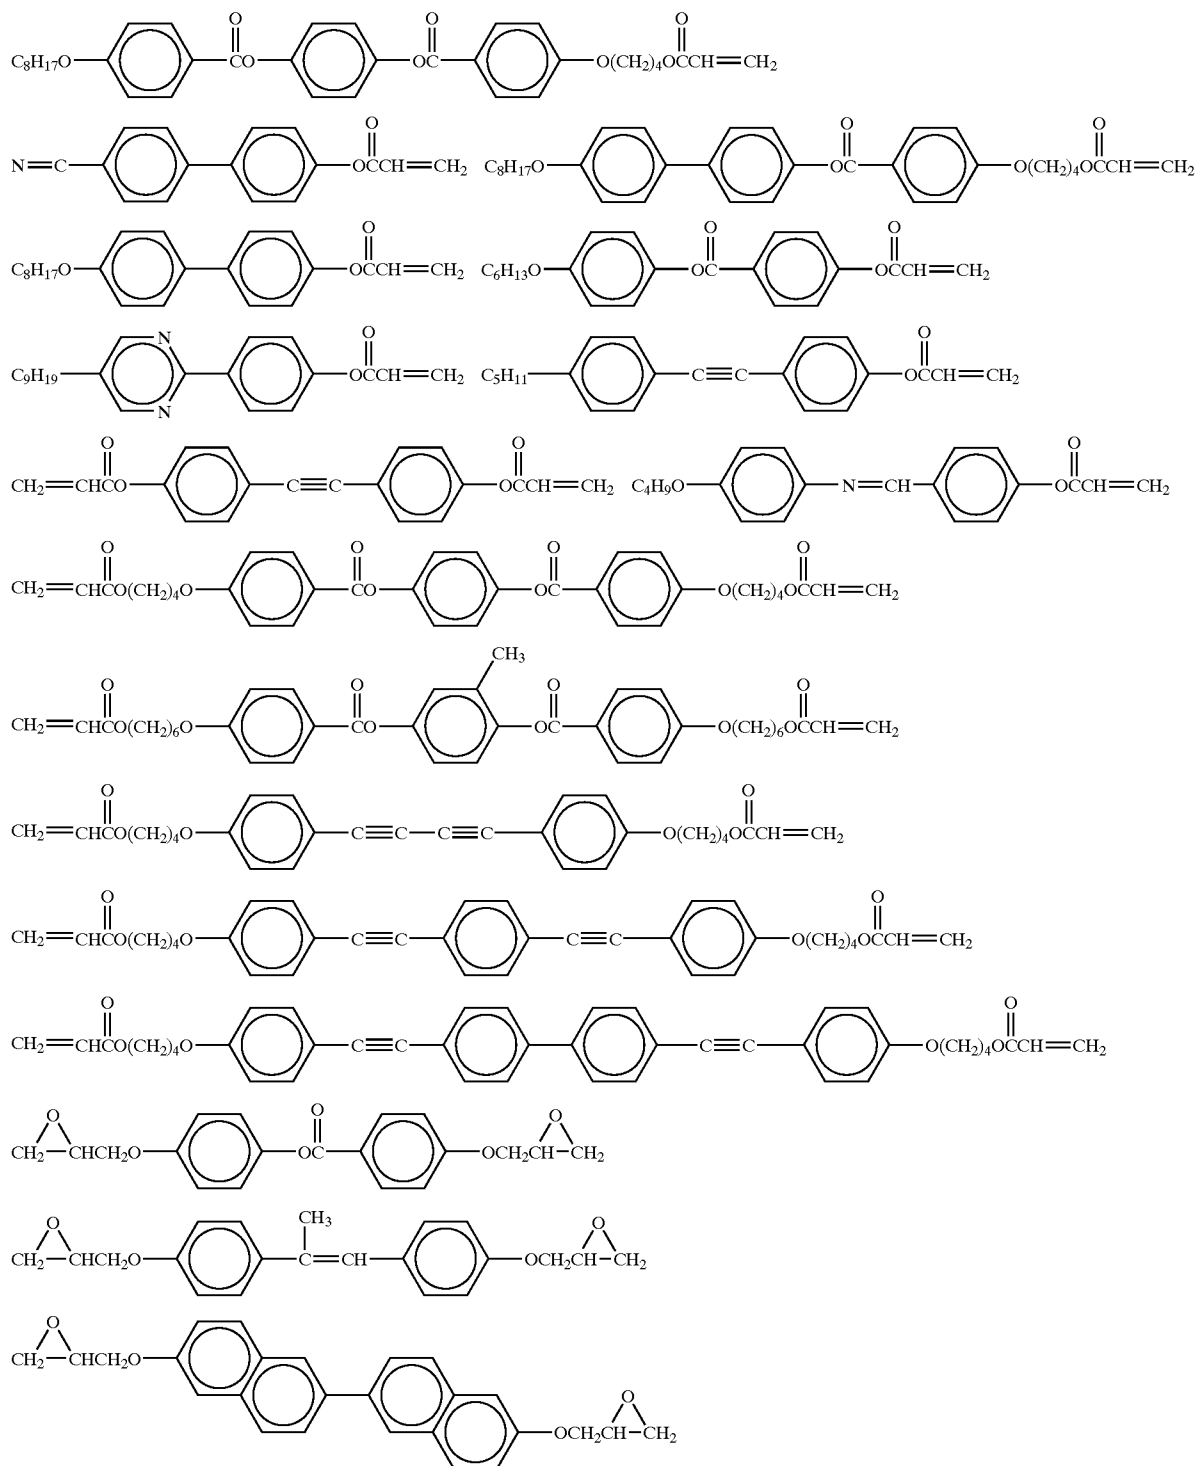 O O O
C8H17O CO OC O(CH2)4OCCH CH2
O O O
N C OCCH CH2 C8H17O OC O(CH2)4OCCH CH2
O O O
C8H17O OCCH CH2 C6H13O OC OCCH CH2
N O O
C9H19 OCCH CH2 C5H11 C C OCCH CH2
N
O O O
CH2 CHCO C C OCCH CH2 C4H9O N CH OCCH CH2
O O O O
CH2 CHCO(CH2)4O CO OC O(CH2)4OCCH CH2
CH3
O O O O
CH2 CHCO(CH2)6O CO OC O(CH2)6OCCH CH2
O O
CH2 CHCO(CH2)4O C C C C O(CH2)4OCCH CH2
O O
CH2 CHCO(CH2)4O C C C C O(CH2)4OCCH CH2
O O
CH2 CHCO(CH2)4O C C C C O(CH2)4OCCH CH2
O O O
CH2 CHCH2O OC OCH2CH CH2
O CH3 O
CH2 CHCH2O C CH OCH2CH CH2
O
CH2 CHCH2O
O
OCH2CH CH2